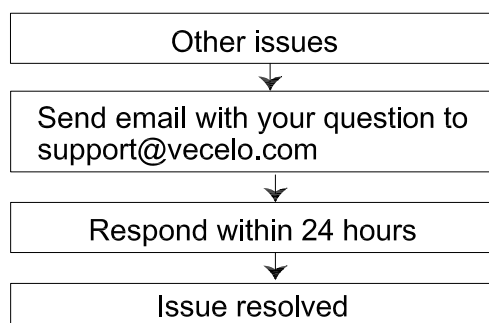 Other issues
Send email with your question to
support@vecelo.com
Respond within 24 hours
Issue resolved